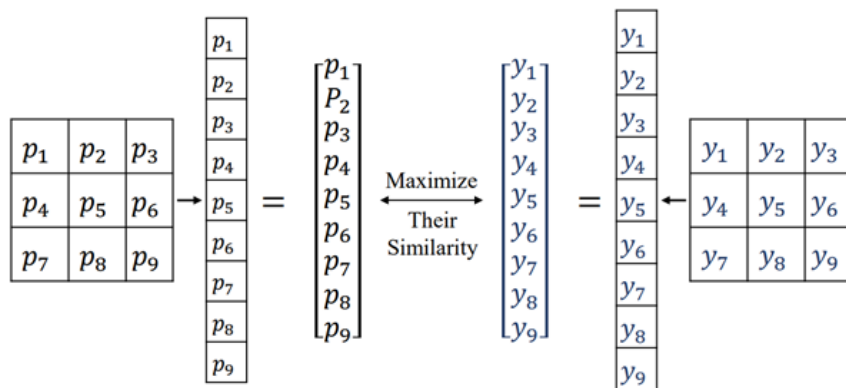 p₁ p₂ p₃
p₄ p₅ p₆
p₇ p₈ p₉
p₁
p₂
p₃
p₄
p₅
p₆
p₇
p₈
p₉
=
p₁
P₂
p₃
p₄
p₅
p₆
p₇
p₈
p₉
Maximize
Their
Similarity
y₁
y₂
y₃
y₄
y₅
y₆
y₇
y₈
y₉
=
y₁
y₂
y₃
y₄
y₅
y₆
y₇
y₈
y₉
y₁ y₂ y₃
y₄ y₅ y₆
y₇ y₈ y₉